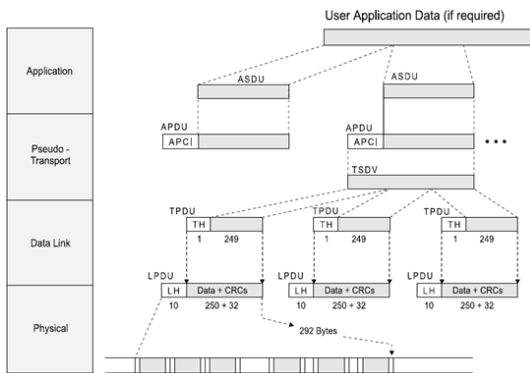 User Application Data (if required)
Application
ASDU
ASDU
APDU
APCI
APDU
APCI
Pseudo -
Transport
TSDV
TPDU
TH
1 249
TPDU
TH
1 249
TPDU
TH
1 249
Data Link
LPDU
LH
Data + CRCs
10 250 + 32
LPDU
LH
Data + CRCs
10 250 + 32
LPDU
LH
Data + CRCs
10 250 + 32
Physical
292 Bytes